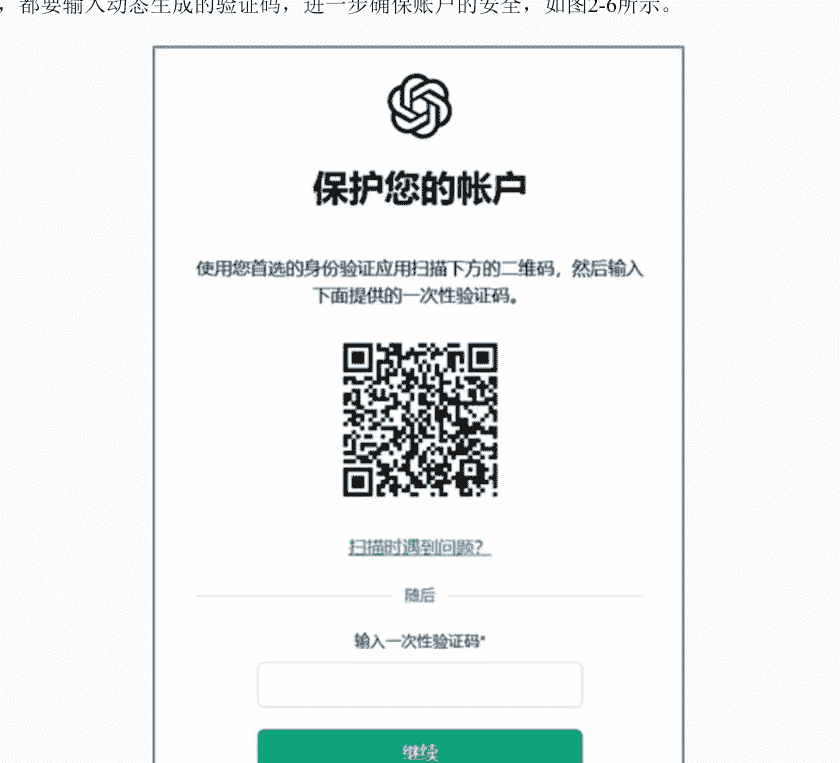 ，都要输入动态生成的验证码，进一步确保账户的安全，如图2-6所示。
保护您的帐户
使用您首选的身份验证应用扫描下方的二维码，然后输入
下面提供的一次性验证码。
扫描时遇到问题？
随后
输入一次性验证码*
继续